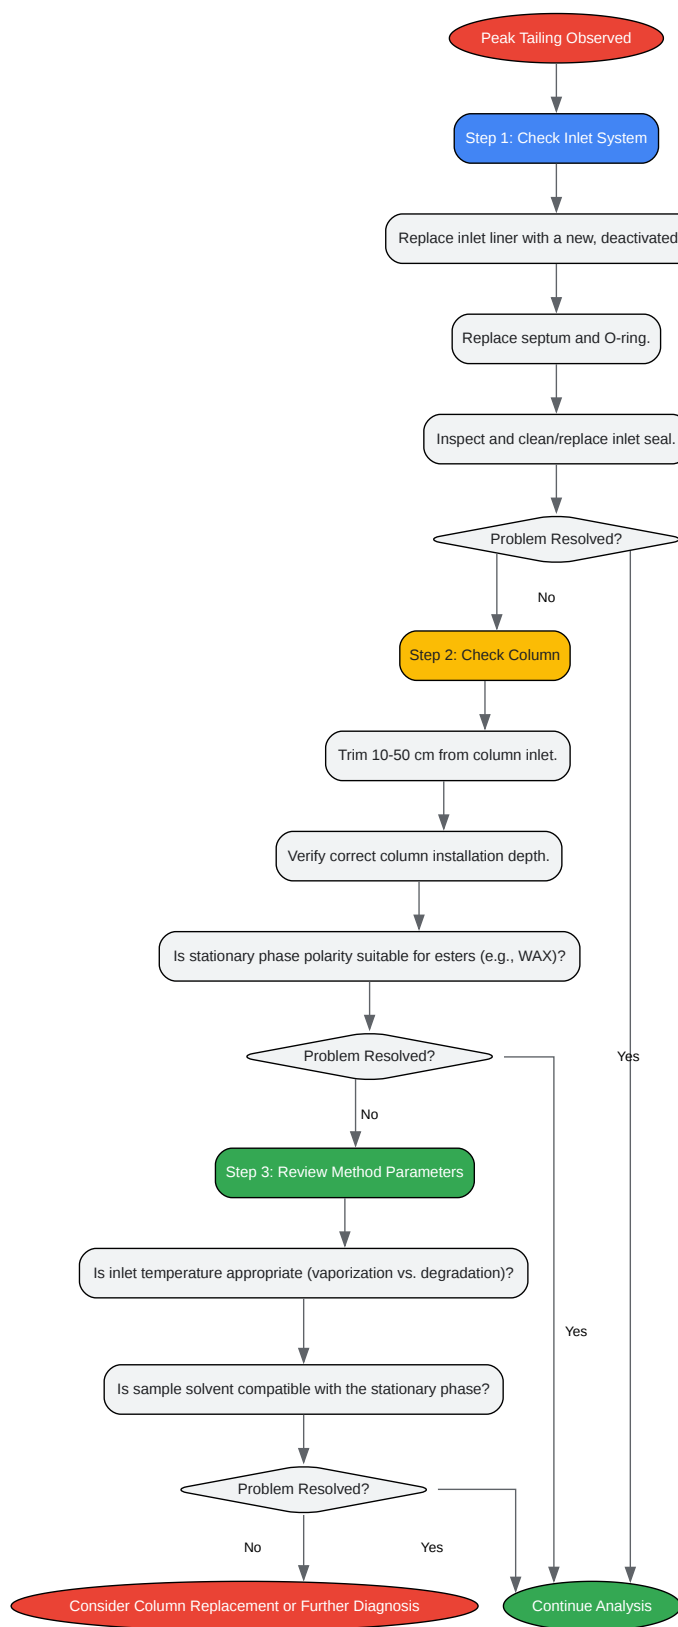 Peak Tailing Observed
Step 1: Check Inlet System
Replace inlet liner with a new, deactivated
Replace septum and O-ring.
Inspect and clean/replace inlet seal.
Problem Resolved?
No
Step 2: Check Column
Trim 10-50 cm from column inlet.
Verify correct column installation depth.
Is stationary phase polarity suitable for esters (e.g., WAX)?
Problem Resolved?
Yes
No
Step 3: Review Method Parameters
Is inlet temperature appropriate (vaporization vs. degradation)?
Yes
Is sample solvent compatible with the stationary phase?
Problem Resolved?
No
Yes
Consider Column Replacement or Further Diagnosis
Continue Analysis